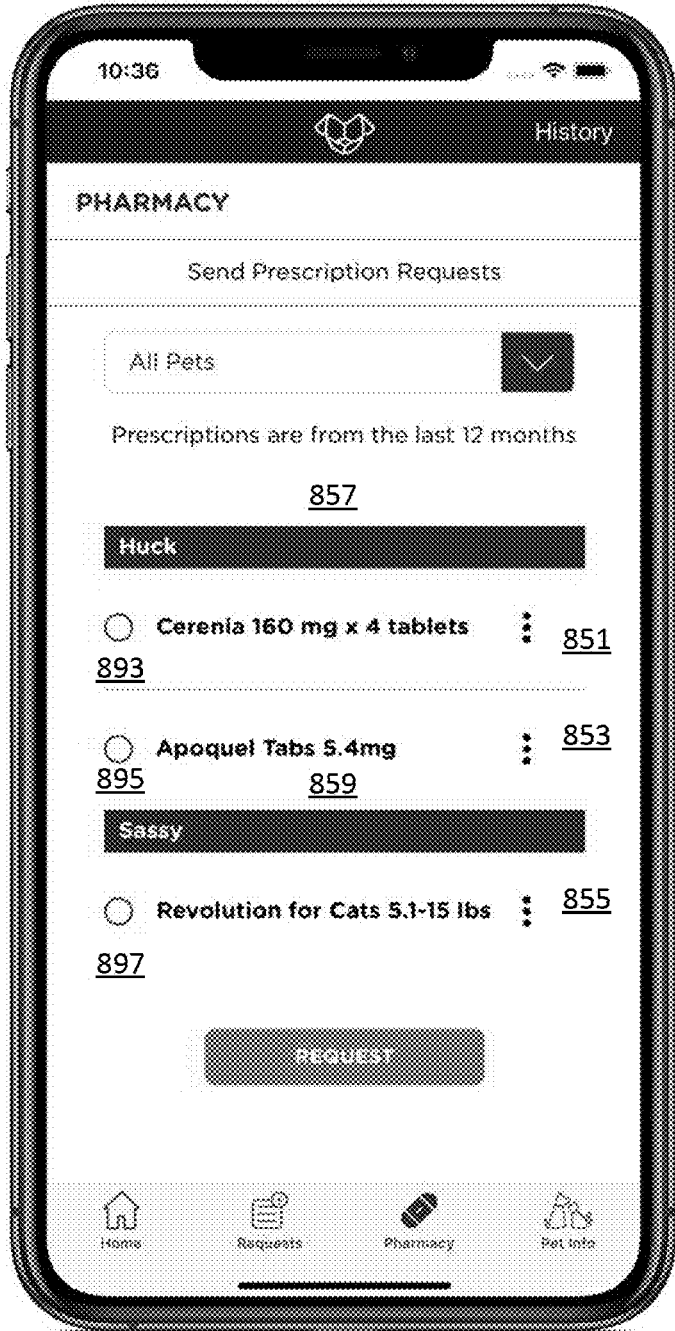 10:36
History
PHARMACY
Send Prescription Requests
All Pets
Prescriptions are from the last 12 months
857
Huck
Cerenia 160 mg x 4 tablets
851
893
Apoquel Tabs 5.4mg
853
895
859
Sassy
Revolution for Cats 5.1-15 lbs
855
897
REQUEST
Home
Requests
Pharmacy
Pet Info